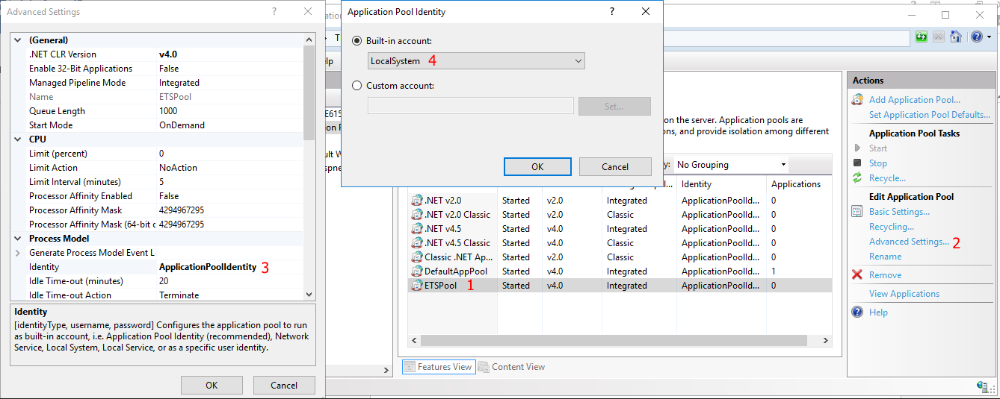 Advanced Settings ? ×
(General)
.NET CLR Version v4.0
Enable 32-Bit Applications False
Managed Pipeline Mode Integrated
Name ETSPool
Queue Length 1000
Start Mode OnDemand
CPU
Limit (percent) 0
Limit Action NoAction
Limit Interval (minutes) 5
Processor Affinity Enabled False
Processor Affinity Mask 4294967295
Processor Affinity Mask (64-bit o 4294967295
Process Model
Generate Process Model Event L
Identity ApplicationPoolIdentity 3
Idle Time-out (minutes) 20
Idle Time-out Action Terminate
Identity
[identityType, username, password] Configures the application pool to run
as built-in account, i.e. Application Pool Identity (recommended), Network
Service, Local System, Local Service, or as a specific user identity.
OK Cancel
Application Pool Identity ? ×
Built-in account:
LocalSystem 4
Custom account:
Set...
OK Cancel
T
lp
E615
on P
ult W
spne
on the server. Application pools are
ons, and provide isolation among different
y: No Grouping
Identity Applications
.NET v2.0 Started v2.0 Integrated ApplicationPoolId... 0
.NET v2.0 Classic Started v2.0 Classic ApplicationPoolId... 0
.NET v4.5 Started v4.0 Integrated ApplicationPoolId... 0
.NET v4.5 Classic Started v4.0 Classic ApplicationPoolId... 0
Classic .NET Ap... Started v2.0 Classic ApplicationPoolId... 0
DefaultAppPool Started v4.0 Integrated ApplicationPoolId... 1
ETSPool 1 Started v4.0 Integrated ApplicationPoolId... 0
Features View Content View
Actions
Add Application Pool...
Set Application Pool Defaults...
Application Pool Tasks
Start
Stop
Recycle...
Edit Application Pool
Basic Settings...
Recycling...
Advanced Settings... 2
Rename
Remove
View Applications
Help